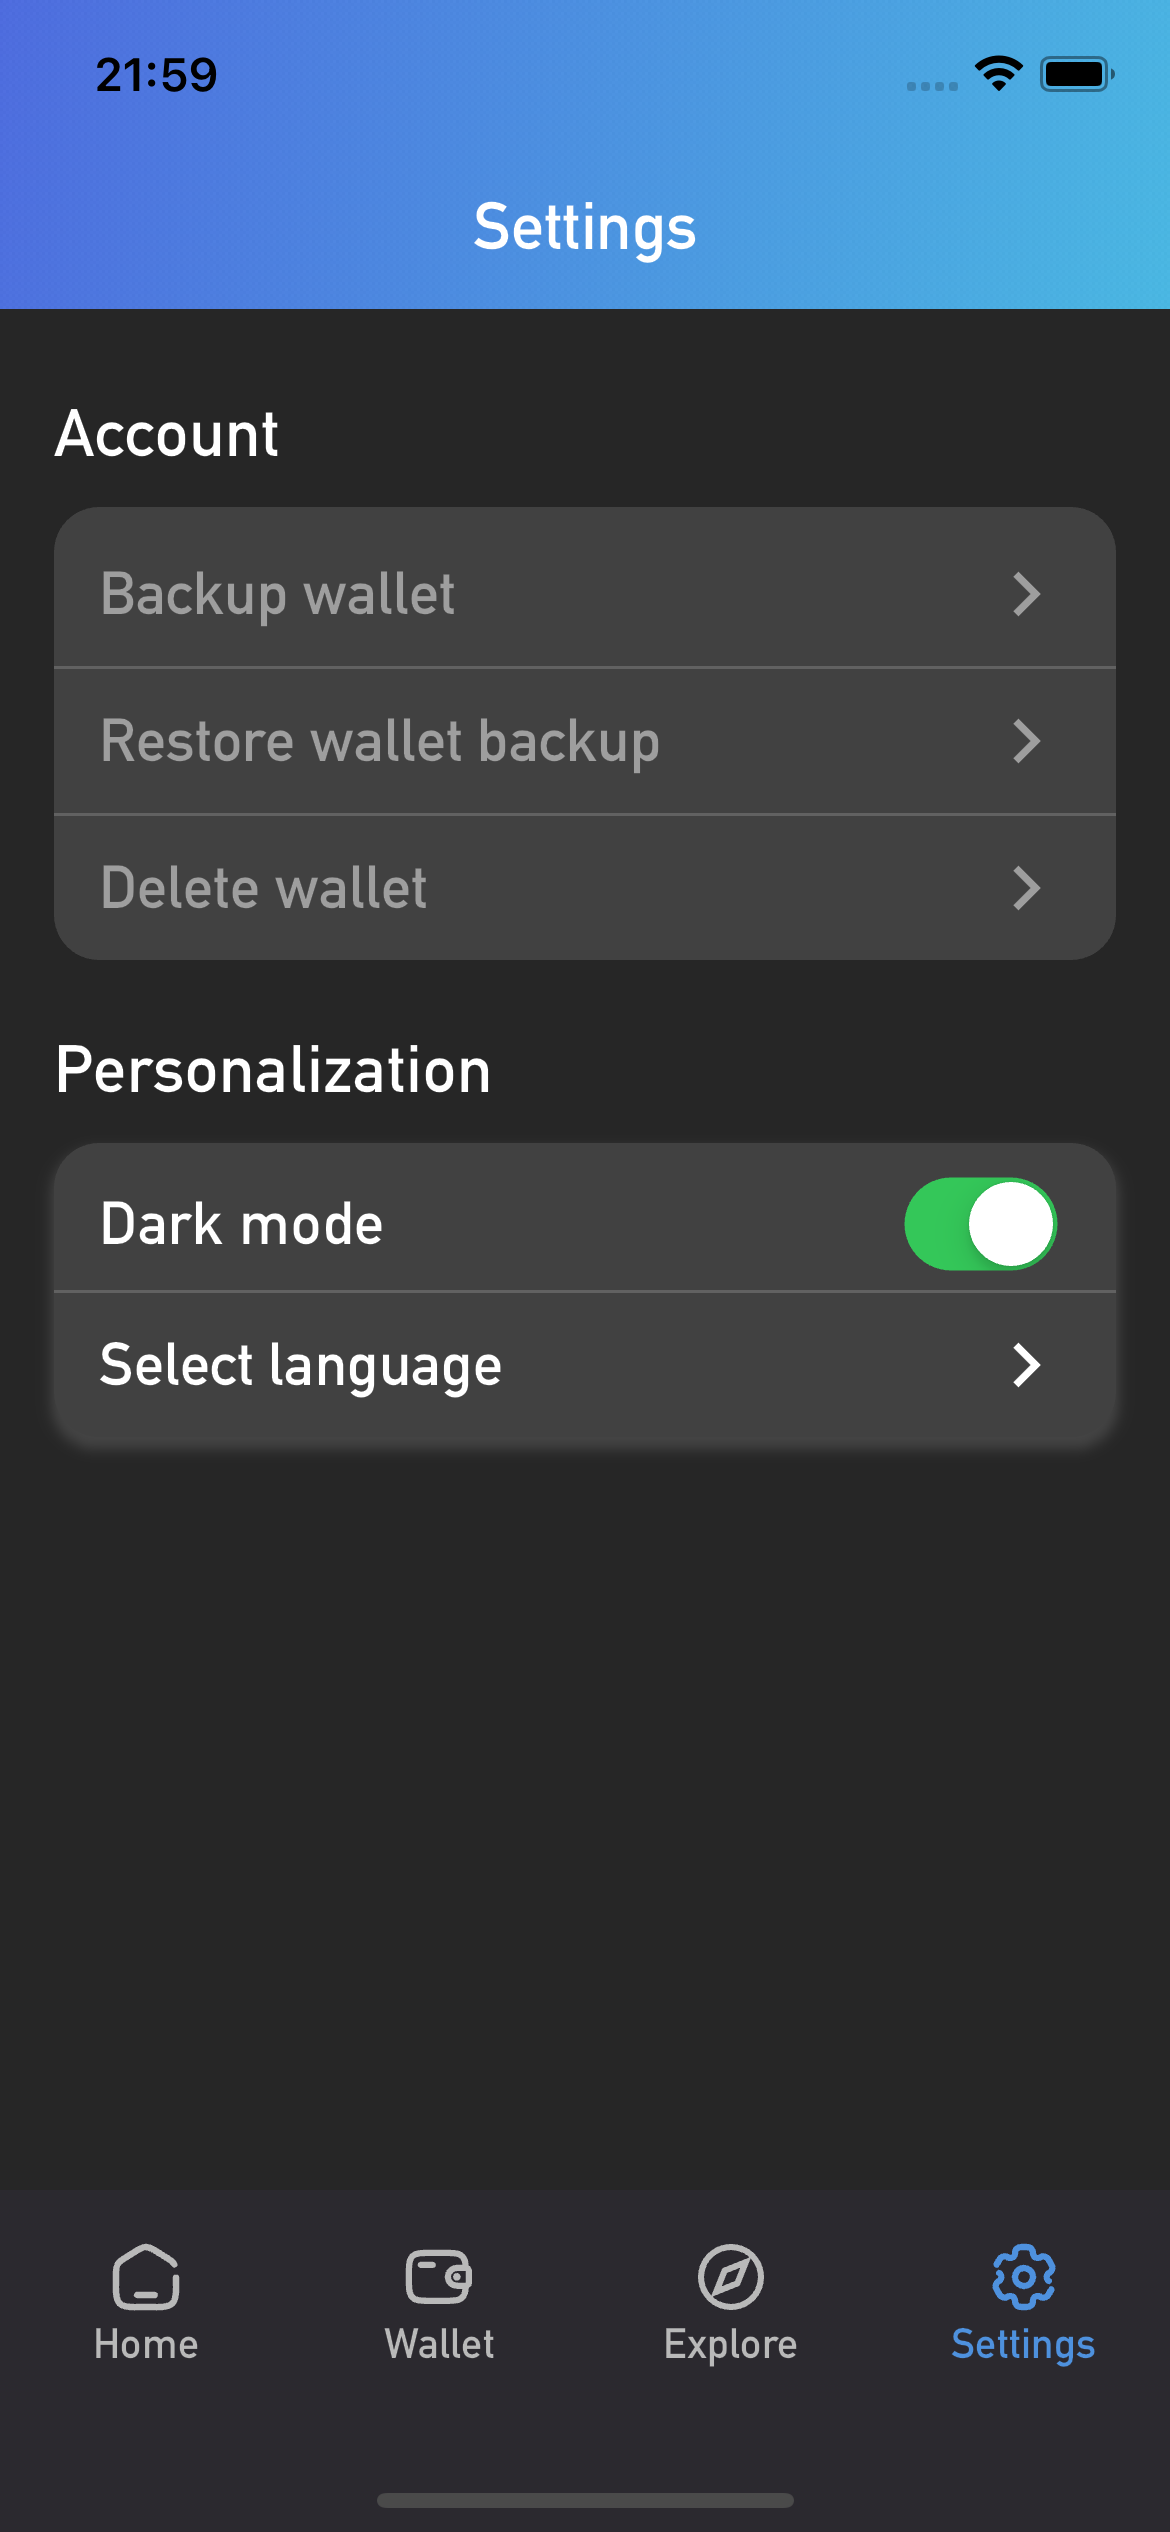 21:59
Settings
Account
Backup wallet
Restore wallet backup
Delete wallet
Personalization
Dark mode
Select language
Home
Wallet
Explore
Settings